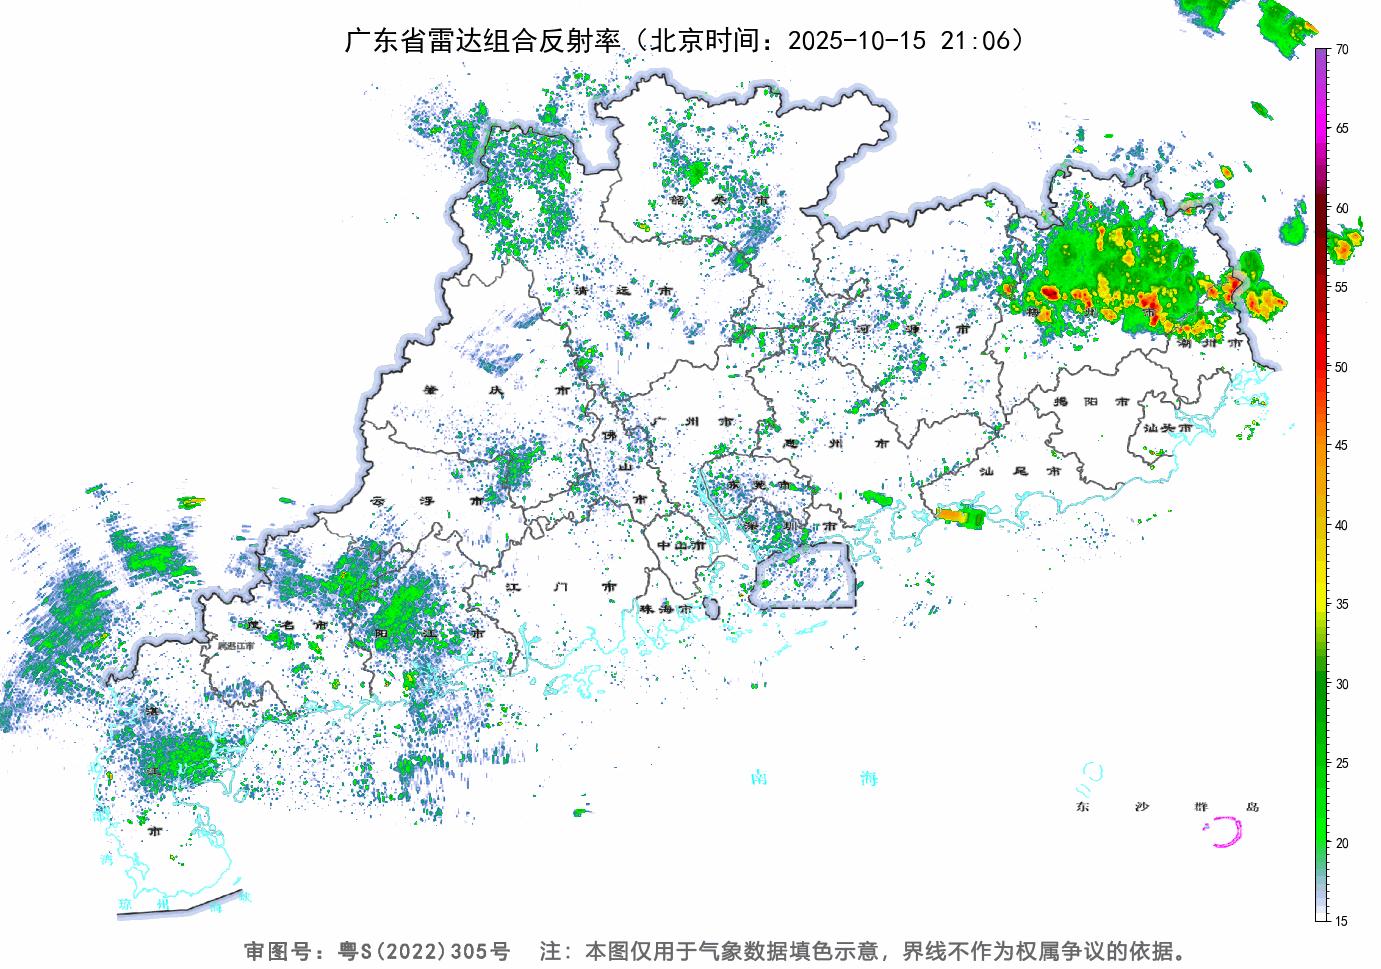 广东省雷达组合反射率（北京时间：2025-10-15 21:06）
70
65
60
55
50
45
40
35
30
25
20
15
韶关市
清远市
河源市
梅州市
潮州市
肇庆市
广州市
揭阳市
汕头市
佛山市
惠州市
汕尾市
东莞市
云浮市
深圳市
中山市
江门市
珠海市
茂名市
阳江市
属湛江市
湛江市
南海
东沙群岛
湾
琼州海峡
审图号：粤S(2022)305号 注：本图仅用于气象数据填色示意，界线不作为权属争议的依据。